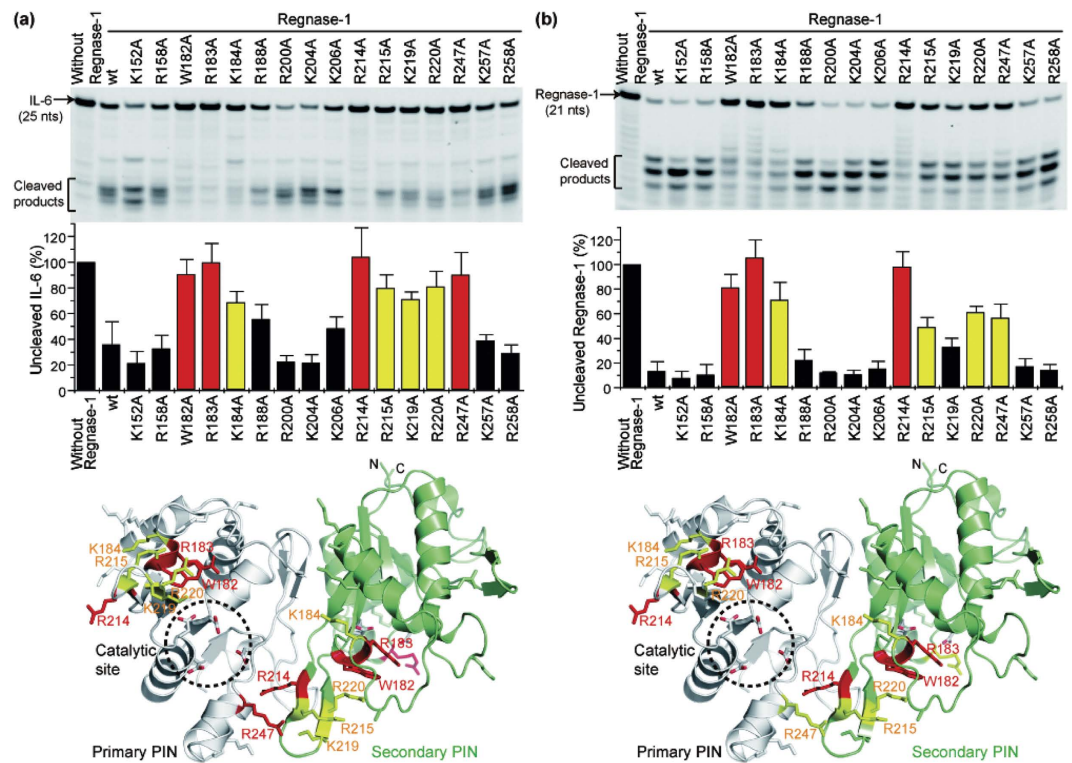 (a)
Regnase-1
Without
Regnase-1
wt
K152A
R158A
W182A
R183A
K184A
R188A
R200A
K204A
K206A
R214A
R215A
K219A
R220A
R247A
K257A
R258A
IL-6
(25 nts)
Cleaved
products
Uncleaved IL-6 (%)
120
100
80
60
40
20
0
Without
Regnase-1
wt
K152A
R158A
W182A
R183A
K184A
R188A
R200A
K204A
K206A
R214A
R215A
K219A
R220A
R247A
K257A
R258A
N
C
K184
R183
R215
W182
R220
K219
R214
Catalytic
site
K184
R183
W182
R214
R220
R215
R247
K219
Primary PIN
Secondary PIN
(b)
Regnase-1
Without
Regnase-1
wt
K152A
R158A
W182A
R183A
K184A
R188A
R200A
K204A
K206A
R214A
R215A
K219A
R220A
R247A
K257A
R258A
Regnase-1
(21 nts)
Cleaved
products
Uncleaved Regnase-1 (%)
120
100
80
60
40
20
0
Without
Regnase-1
wt
K152A
R158A
W182A
R183A
K184A
R188A
R200A
K204A
K206A
R214A
R215A
K219A
R220A
R247A
K257A
R258A
N
C
K184
R183
R215
W182
R220
R214
Catalytic
site
K184
R183
W182
R214
R220
R215
R247
Primary PIN
Secondary PIN